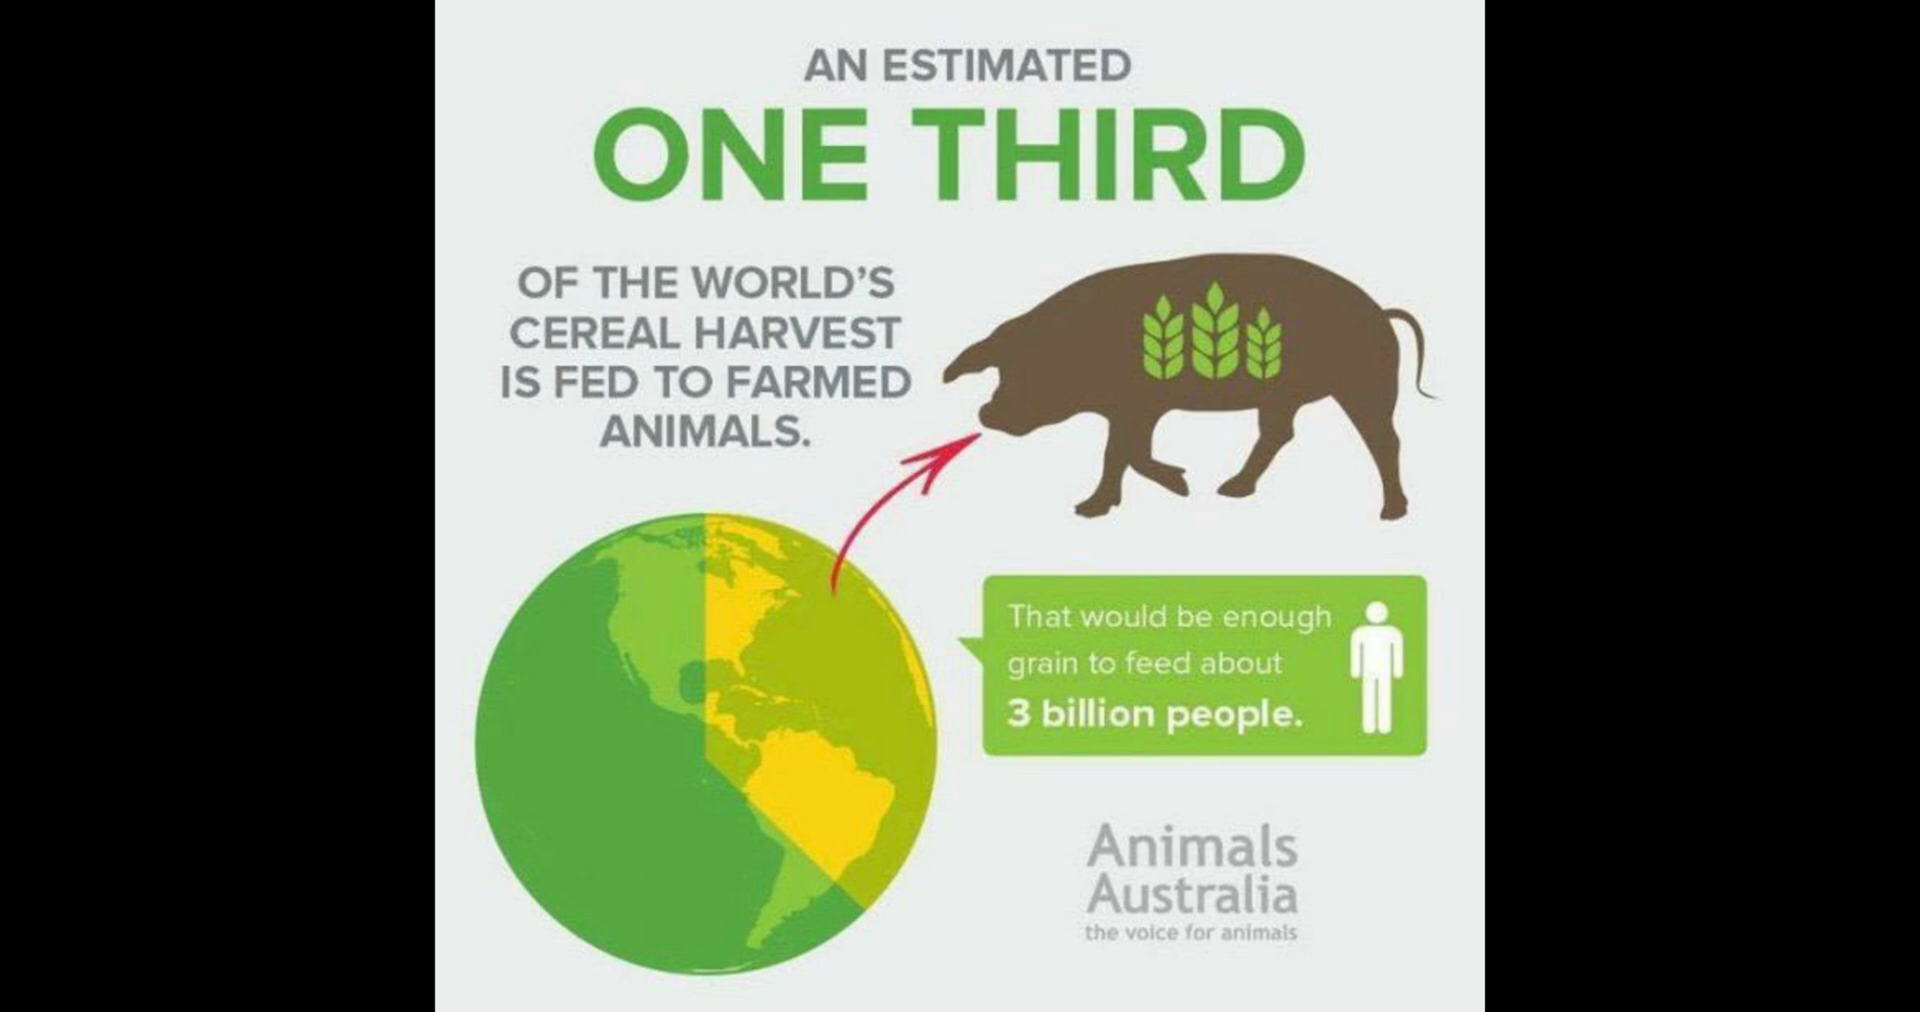 AN ESTIMATED
ONE THIRD
OF THE WORLD'S
CEREAL HARVEST
IS FED TO FARMED
ANIMALS.
That would be enough
grain to feed about
3 billion people.
Animals
Australia
the voice for animals